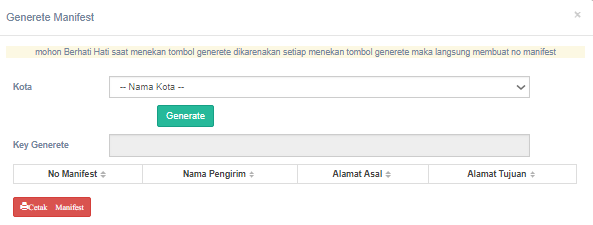 Generete Manifest
×
mohon Berhati Hati saat menekan tombol generete dikarenakan setiap menekan tombol generete maka langsung membuat no manifest
Kota
-- Nama Kota --
Generate
Key Generete
No Manifest Nama Pengirim Alamat Asal Alamat Tujuan
Cetak Manifest